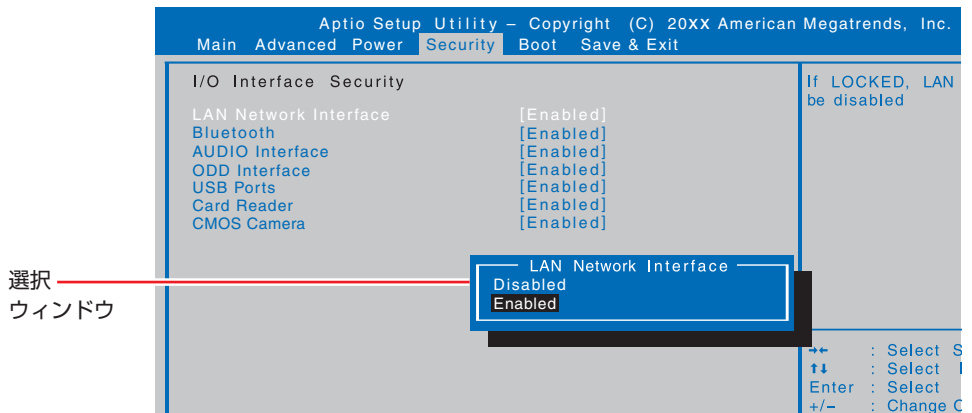 Aptio Setup Utility – Copyright (C) 20XX American Megatrends, Inc.
Main Advanced Power Security Boot Save & Exit
I/O Interface Security
LAN Network Interface [Enabled]
Bluetooth [Enabled]
AUDIO Interface [Enabled]
ODD Interface [Enabled]
USB Ports [Enabled]
Card Reader [Enabled]
CMOS Camera [Enabled]
If LOCKED, LAN
be disabled
LAN Network Interface
Disabled
Enabled
選択
ウィンドウ
→← : Select
↑↓ : Select
Enter : Select
+/– : Change